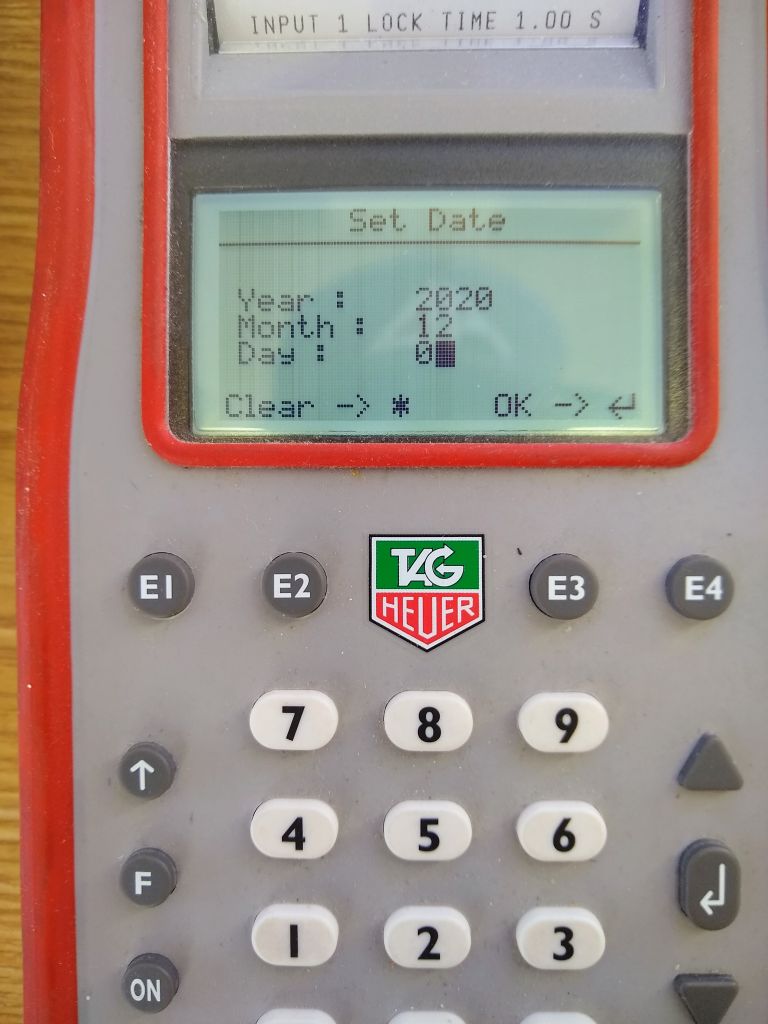 INPUT 1 LOCK TIME 1.00 S
Set Date
Year : 2020
Month : 12
Day : 0
Clear -> * OK -> ↵
E1 E2 TAG HEUER E3 E4
7 8 9
↑
4 5 6
F ↵
1 2 3
ON